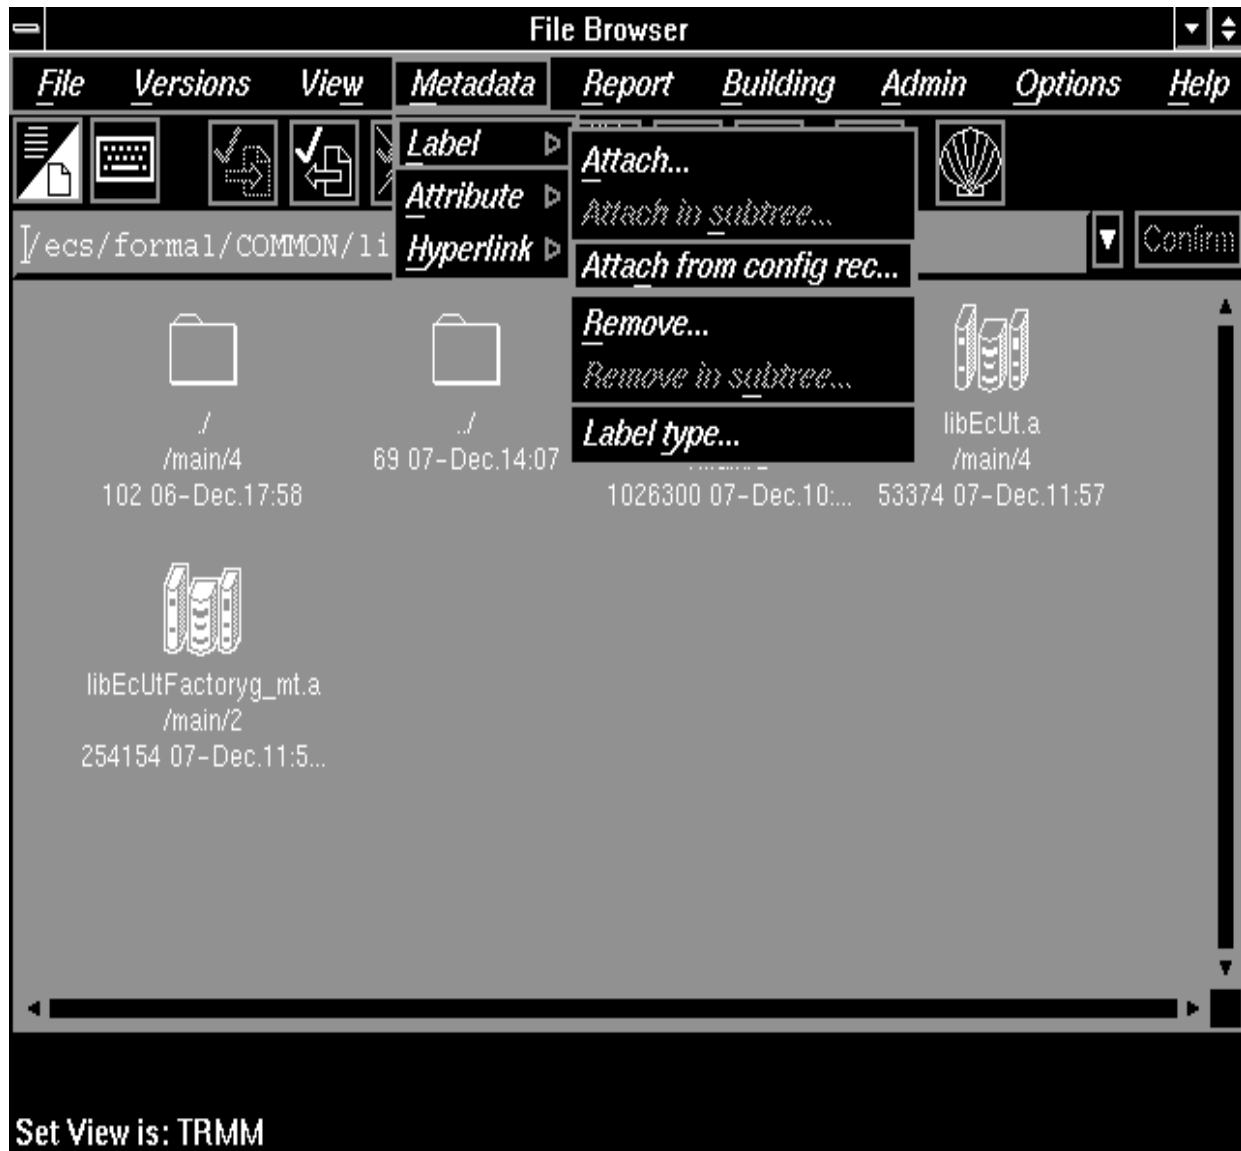 File Browser
File Versions View Metadata Report Building Admin Options Help
Label
Attribute
Hyperlink
Attach...
Attach in subtree...
Attach from config rec...
Remove...
Remove in subtree...
Label type...
/ecs/formal/COMMON/li
Confirm
./
/main/4
102 06-Dec.17:58
../
69 07-Dec.14:07
1026300 07-Dec.10:...
libEcUt.a
/main/4
53374 07-Dec.11:57
libEcUtFactoryg_mt.a
/main/2
254154 07-Dec.11:5...
Set View is: TRMM